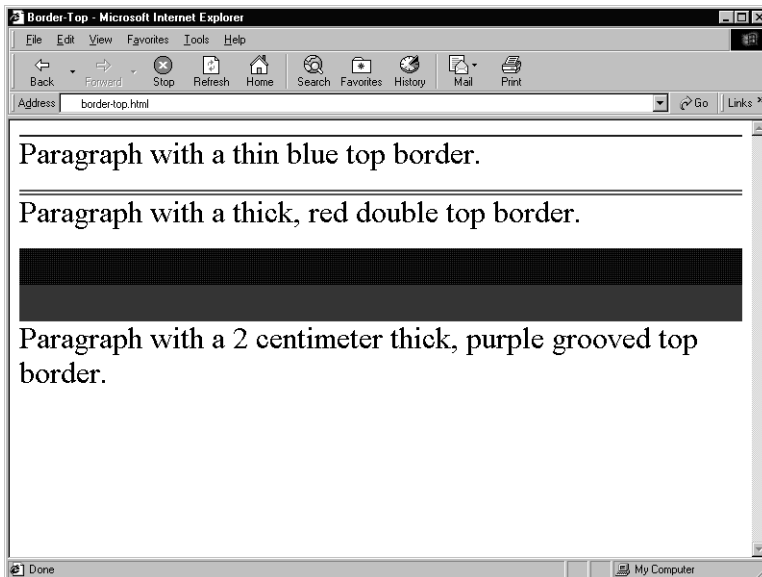 Border-Top - Microsoft Internet Explorer
File Edit View Favorites Tools Help
Back Forward Stop Refresh Home Search Favorites History Mail Print
Address border-top.html Go Links
Paragraph with a thin blue top border.
Paragraph with a thick, red double top border.
Paragraph with a 2 centimeter thick, purple grooved top
border.
Done My Computer